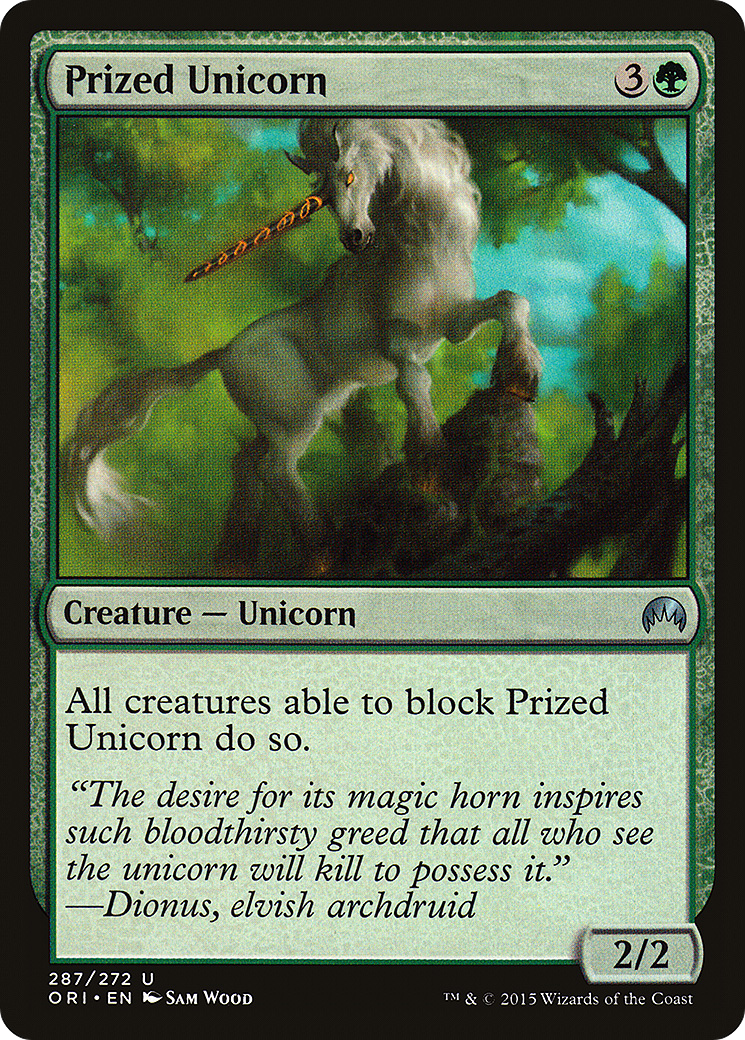 Prized Unicorn 3
Creature — Unicorn
All creatures able to block Prized
Unicorn do so.
“The desire for its magic horn inspires
such bloodthirsty greed that all who see
the unicorn will kill to possess it.”
—Dionus, elvish archdruid
2/2
287/272 U
ORI • EN Sam Wood
™ & © 2015 Wizards of the Coast